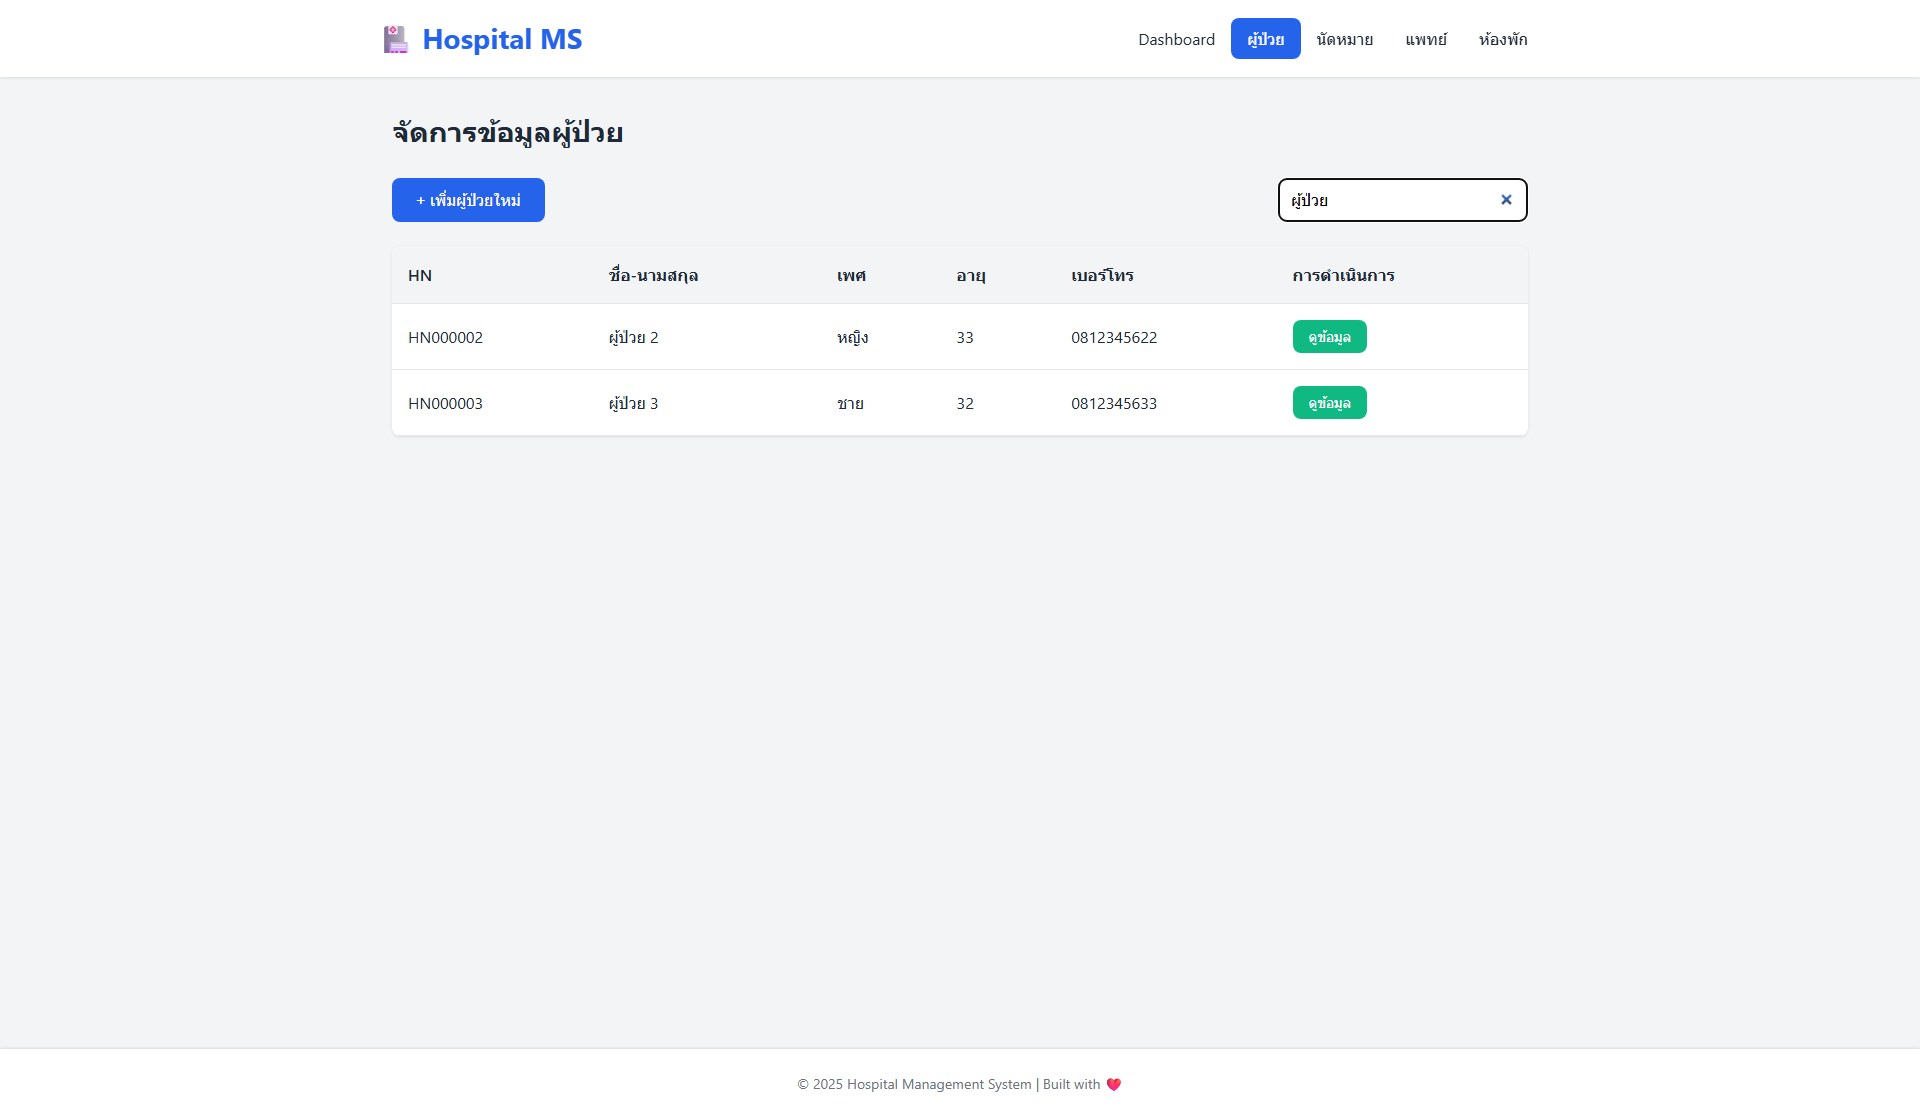 Hospital MS
Dashboard ผู้ป่วย นัดหมาย แพทย์ ห้องพัก
จัดการข้อมูลผู้ป่วย
+ เพิ่มผู้ป่วยใหม่ ผู้ป่วย
HN ชื่อ-นามสกุล เพศ อายุ เบอร์โทร การดำเนินการ
HN000002 ผู้ป่วย 2 หญิง 33 0812345622 ดูข้อมูล
HN000003 ผู้ป่วย 3 ชาย 32 0812345633 ดูข้อมูล
© 2025 Hospital Management System | Built with ❤️